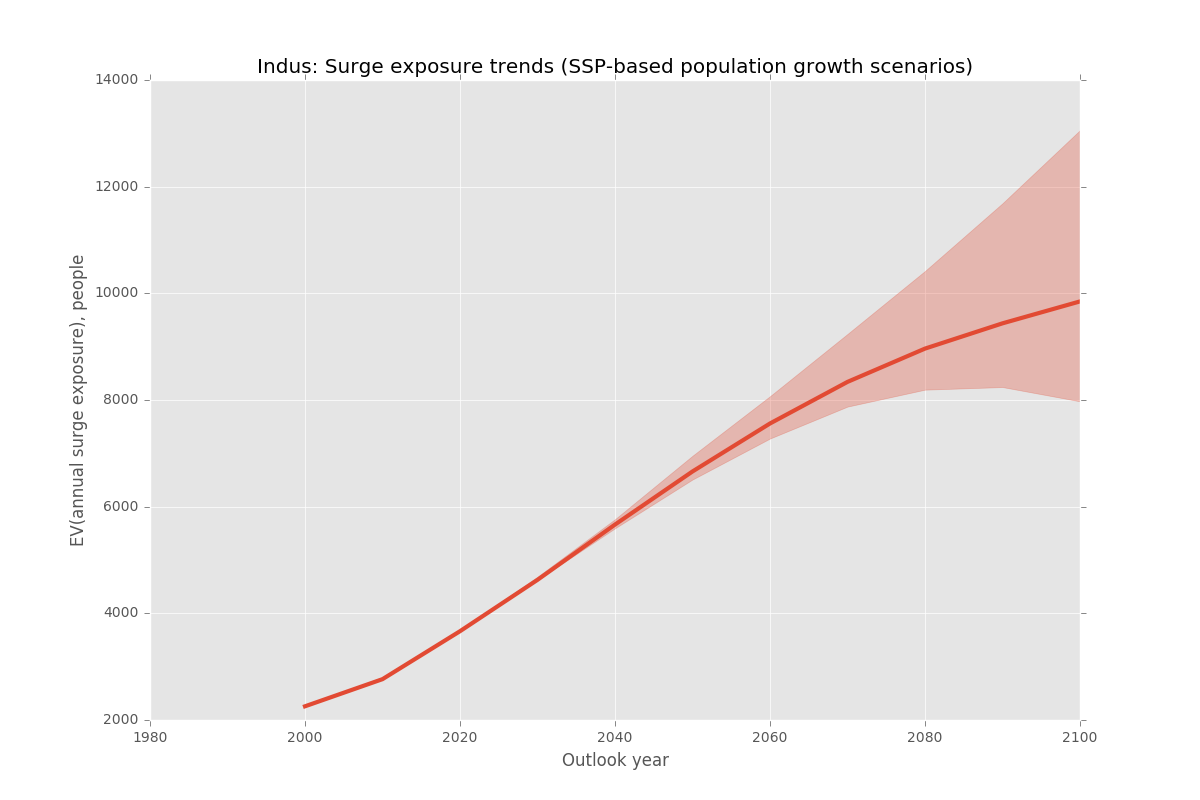 Indus: Surge exposure trends (SSP-based population growth scenarios)
14000
12000
10000
8000
6000
4000
2000
EV(annual surge exposure), people
1980 2000 2020 2040 2060 2080 2100
Outlook year